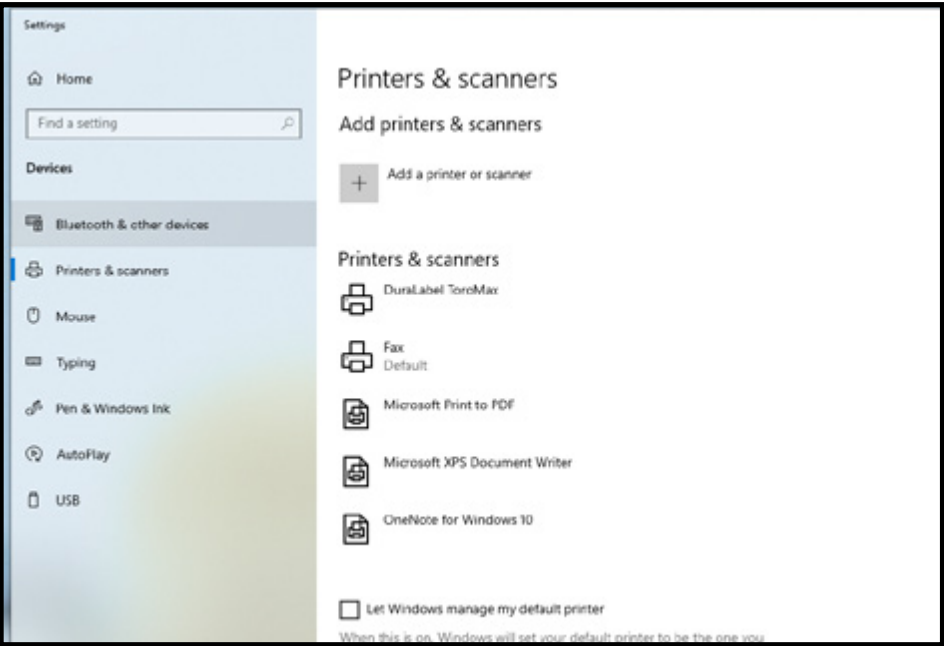 Settings
Home
Find a setting
Devices
Bluetooth & other devices
Printers & scanners
Mouse
Typing
Pen & Windows Ink
AutoPlay
USB
Printers & scanners
Add printers & scanners
Add a printer or scanner
Printers & scanners
DuraLabel ToroMax
Fax
Default
Microsoft Print to PDF
Microsoft XPS Document Writer
OneNote for Windows 10
Let Windows manage my default printer
When this is on, Windows will set your default printer to be the one you